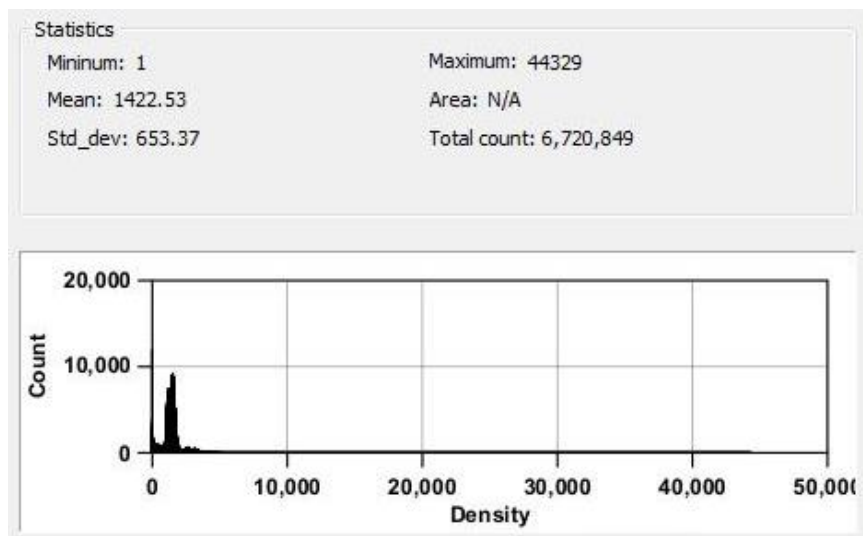 Statistics
Mininum: 1 Maximum: 44329
Mean: 1422.53 Area: N/A
Std_dev: 653.37 Total count: 6,720,849
20,000
10,000
0
Count
0 10,000 20,000 30,000 40,000 50,00(
Density